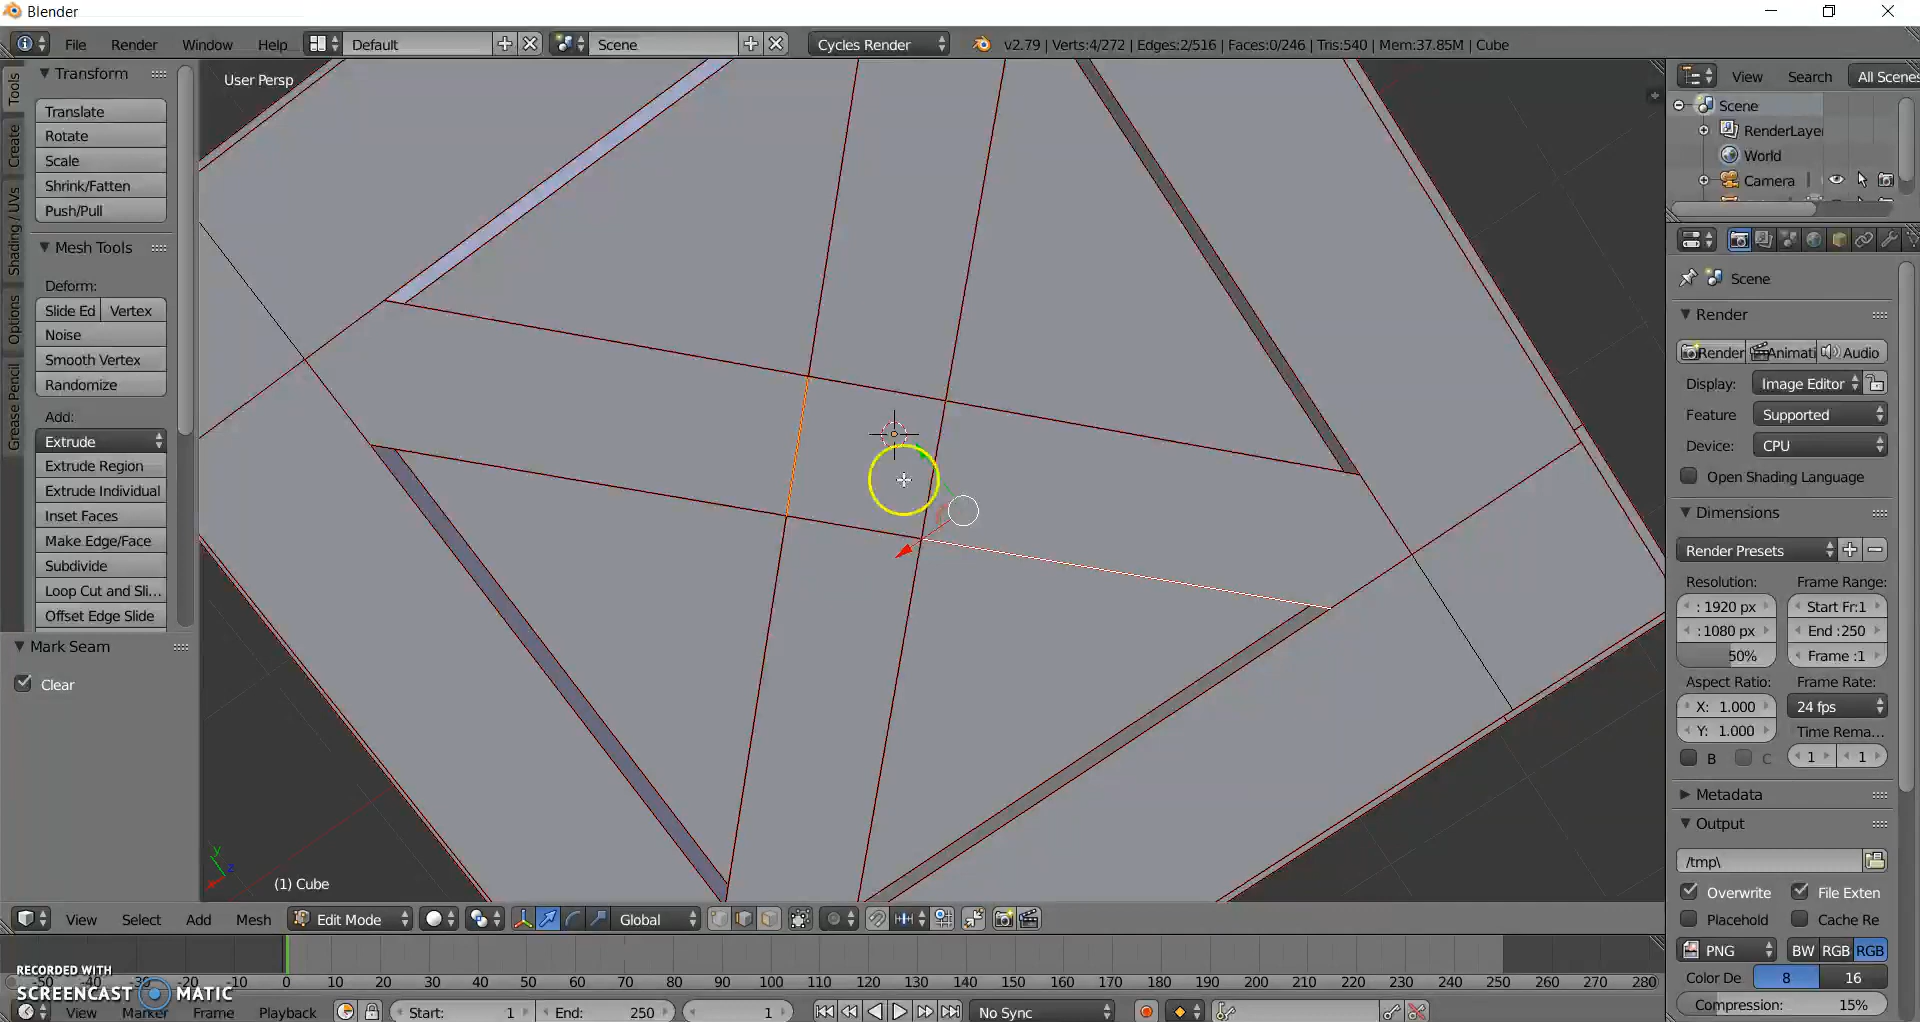 Blender
File Render Window Help Default Scene Cycles Render v2.79 | Verts:4/272 | Edges:2/516 | Faces:0/246 | Tris:540 | Mem:37.85M | Cube
Tools
Create
Shading / UVs
Options
Grease Pencil
Transform
Translate
Rotate
Scale
Shrink/Fatten
Push/Pull
Mesh Tools
Deform:
Slide Ed Vertex
Noise
Smooth Vertex
Randomize
Add:
Extrude
Extrude Region
Extrude Individual
Inset Faces
Make Edge/Face
Subdivide
Loop Cut and Sli...
Offset Edge Slide
Mark Seam
Clear
User Persp
y
z
(1) Cube
View Search All Scenes
Scene
RenderLayer
World
Camera
Scene
Render
Render Animati Audio
Display: Image Editor
Feature Supported
Device: CPU
Open Shading Language
Dimensions
Render Presets
Resolution: Frame Range:
: 1920 px Start Fr:1
:1080 px End :250
50% Frame :1
Aspect Ratio: Frame Rate:
X: 1.000 24 fps
Y: 1.000 Time Rema...
B C 1 1
Metadata
Output
/tmp\
Overwrite File Exten
Placehold Cache Re
PNG BW RGB RGB
Color De 8 16
Compression: 15%
View Select Add Mesh Edit Mode Global
RECORDED WITH
SCREENCAST MATIC
-50 -40 -30 -20 -10 0 10 20 30 40 50 60 70 80 90 100 110 120 130 140 150 160 170 180 190 200 210 220 230 240 250 260 270 280
View Marker Frame Playback Start: 1 End: 250 1 No Sync